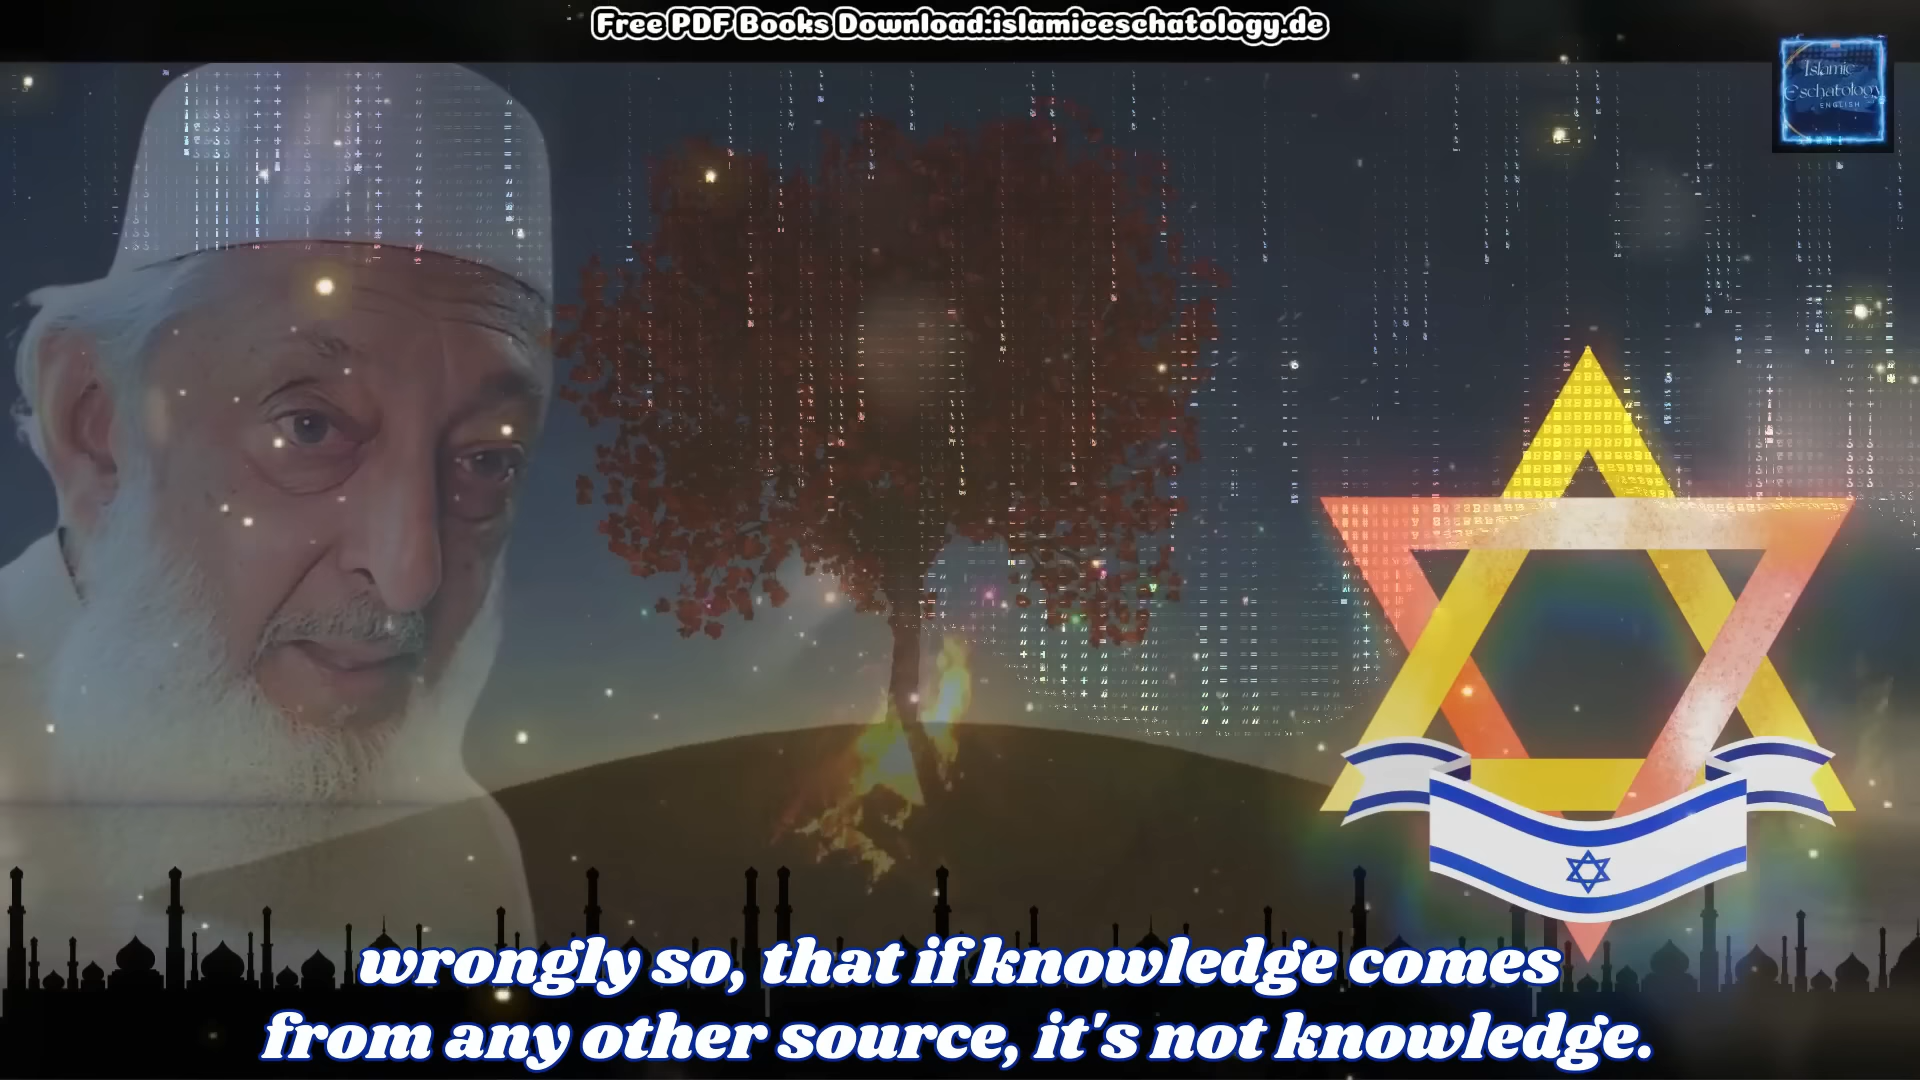 Free PDF Books Download:islamiceschatology.de
Islamic
Eschatology
ENGLISH
wrongly so, that if knowledge comes
from any other source, it's not knowledge.